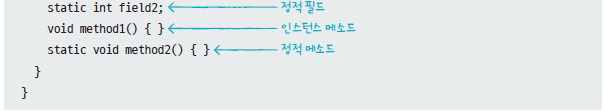 static int field2; 정적 필드
void method1() { } 인스턴스 메소드
static void method2() { } 정적 메소드
}
}